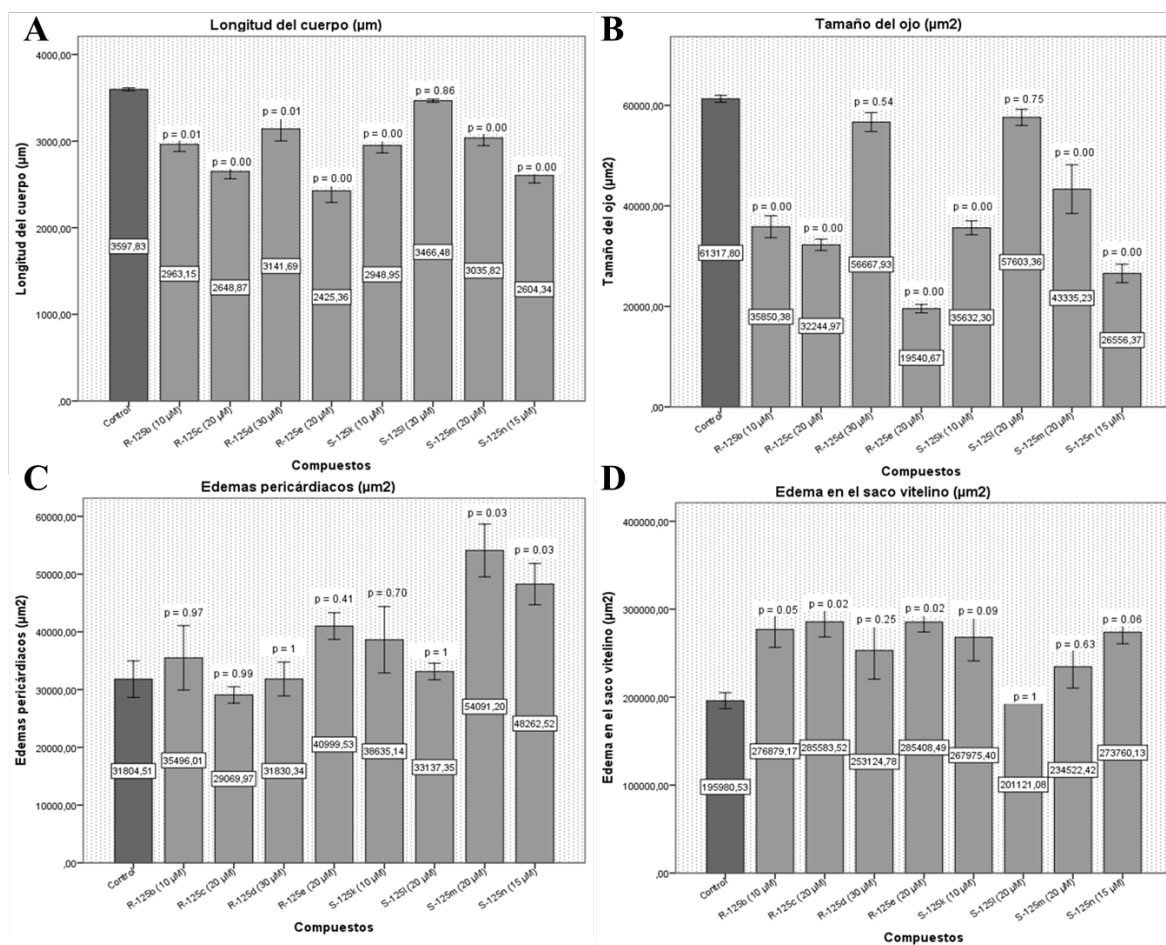 A
Longitud del cuerpo (µm)
Longitud del cuerpo (µm)
4000,00
3000,00
2000,00
1000,00
,00
p = 0.01
p = 0.00
p = 0.01
p = 0.00
p = 0.00
p = 0.86
p = 0.00
p = 0.00
3597,83
2963,15
2648,87
3141,69
2425,36
2948,95
3466,48
3035,82
2604,34
Control
R-125b (10 µM)
R-125c (20 µM)
R-125d (30 µM)
R-125e (20 µM)
S-125k (10 µM)
S-125l (20 µM)
S-125m (20 µM)
S-125n (15 µM)
Compuestos
B
Tamaño del ojo (µm2)
Tamaño del ojo (µm2)
60000,00
40000,00
20000,00
,00
p = 0.00
p = 0.00
p = 0.54
p = 0.00
p = 0.00
p = 0.75
p = 0.00
p = 0.00
61317,80
35850,38
32244,97
56667,93
19540,67
35632,30
57603,36
43335,23
26556,37
Control
R-125b (10 µM)
R-125c (20 µM)
R-125d (30 µM)
R-125e (20 µM)
S-125k (10 µM)
S-125l (20 µM)
S-125m (20 µM)
S-125n (15 µM)
Compuestos
C
Edemas pericárdiacos (µm2)
Edemas pericárdiacos (µm2)
60000,00
50000,00
40000,00
30000,00
20000,00
10000,00
,00
p = 0.97
p = 0.99
p = 1
p = 0.41
p = 0.70
p = 1
p = 0.03
p = 0.03
31804,51
35496,01
29069,97
31830,34
40999,53
38635,14
33137,35
54091,20
48262,52
Control
R-125b (10 µM)
R-125c (20 µM)
R-125d (30 µM)
R-125e (20 µM)
S-125k (10 µM)
S-125l (20 µM)
S-125m (20 µM)
S-125n (15 µM)
Compuestos
D
Edema en el saco vitelino (µm2)
Edema en el saco vitelino (µm2)
400000,00
300000,00
200000,00
100000,00
,00
p = 0.05
p = 0.02
p = 0.25
p = 0.02
p = 0.09
p = 1
p = 0.63
p = 0.06
195980,53
276879,17
285583,52
253124,78
285408,49
267975,40
201121,08
234522,42
273760,13
Control
R-125b (10 µM)
R-125c (20 µM)
R-125d (30 µM)
R-125e (20 µM)
S-125k (10 µM)
S-125l (20 µM)
S-125m (20 µM)
S-125n (15 µM)
Compuestos